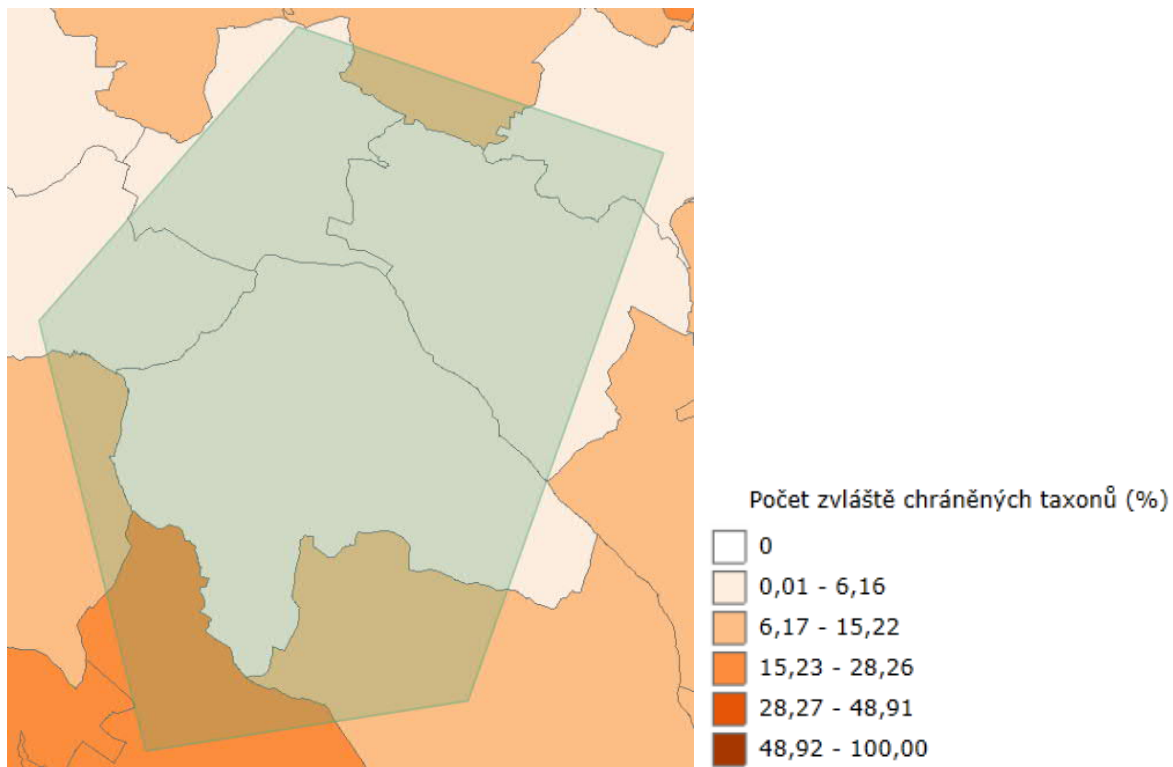 Počet zvláště chráněných taxonů (%)
0
0,01 - 6,16
6,17 - 15,22
15,23 - 28,26
28,27 - 48,91
48,92 - 100,00